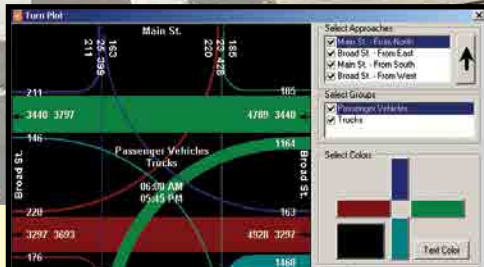 Turn Plot
Main St.
211
25 399
163
220
23 428
185
211
185
3440 3797
4789 3440
146
1164
Passenger Vehicles
Trucks
06:00 AM
05:45 PM
Broad St.
Broad St.
220
163
3297 3693
4928 3297
176
1468
Select Approaches
Main St. - From North
Broad St. - From East
Main St. - From South
Broad St. - From West
Select Groups
Passenger Vehicles
Trucks
Select Colors
Text Color